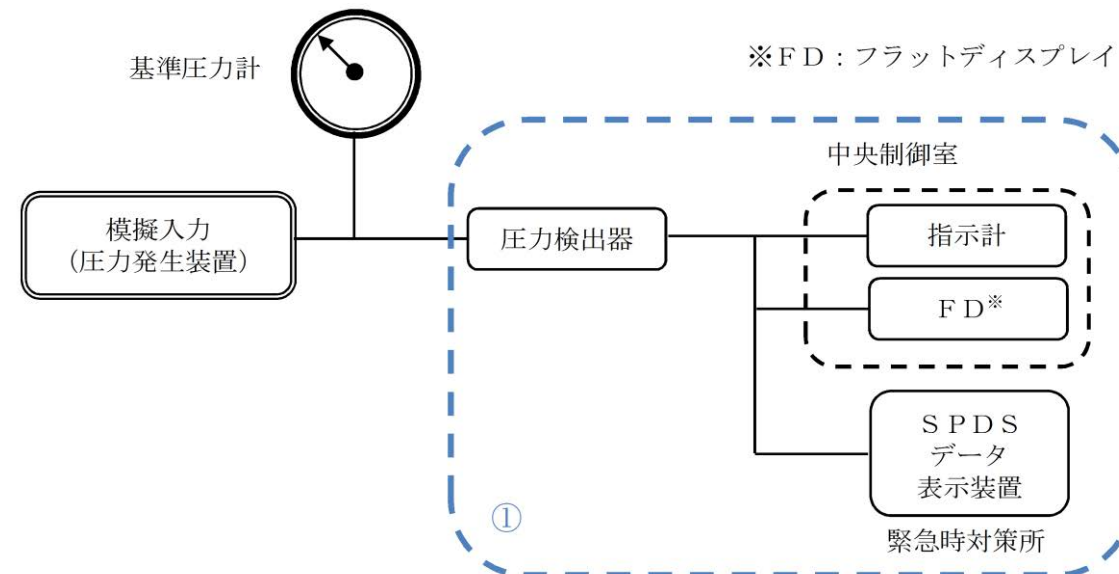 基準圧力計
※ＦＤ：フラットディスプレイ
中央制御室
模擬入力
(圧力発生装置)
圧力検出器
指示計
ＦＤ※
ＳＰＤＳ
データ
表示装置
①
緊急時対策所